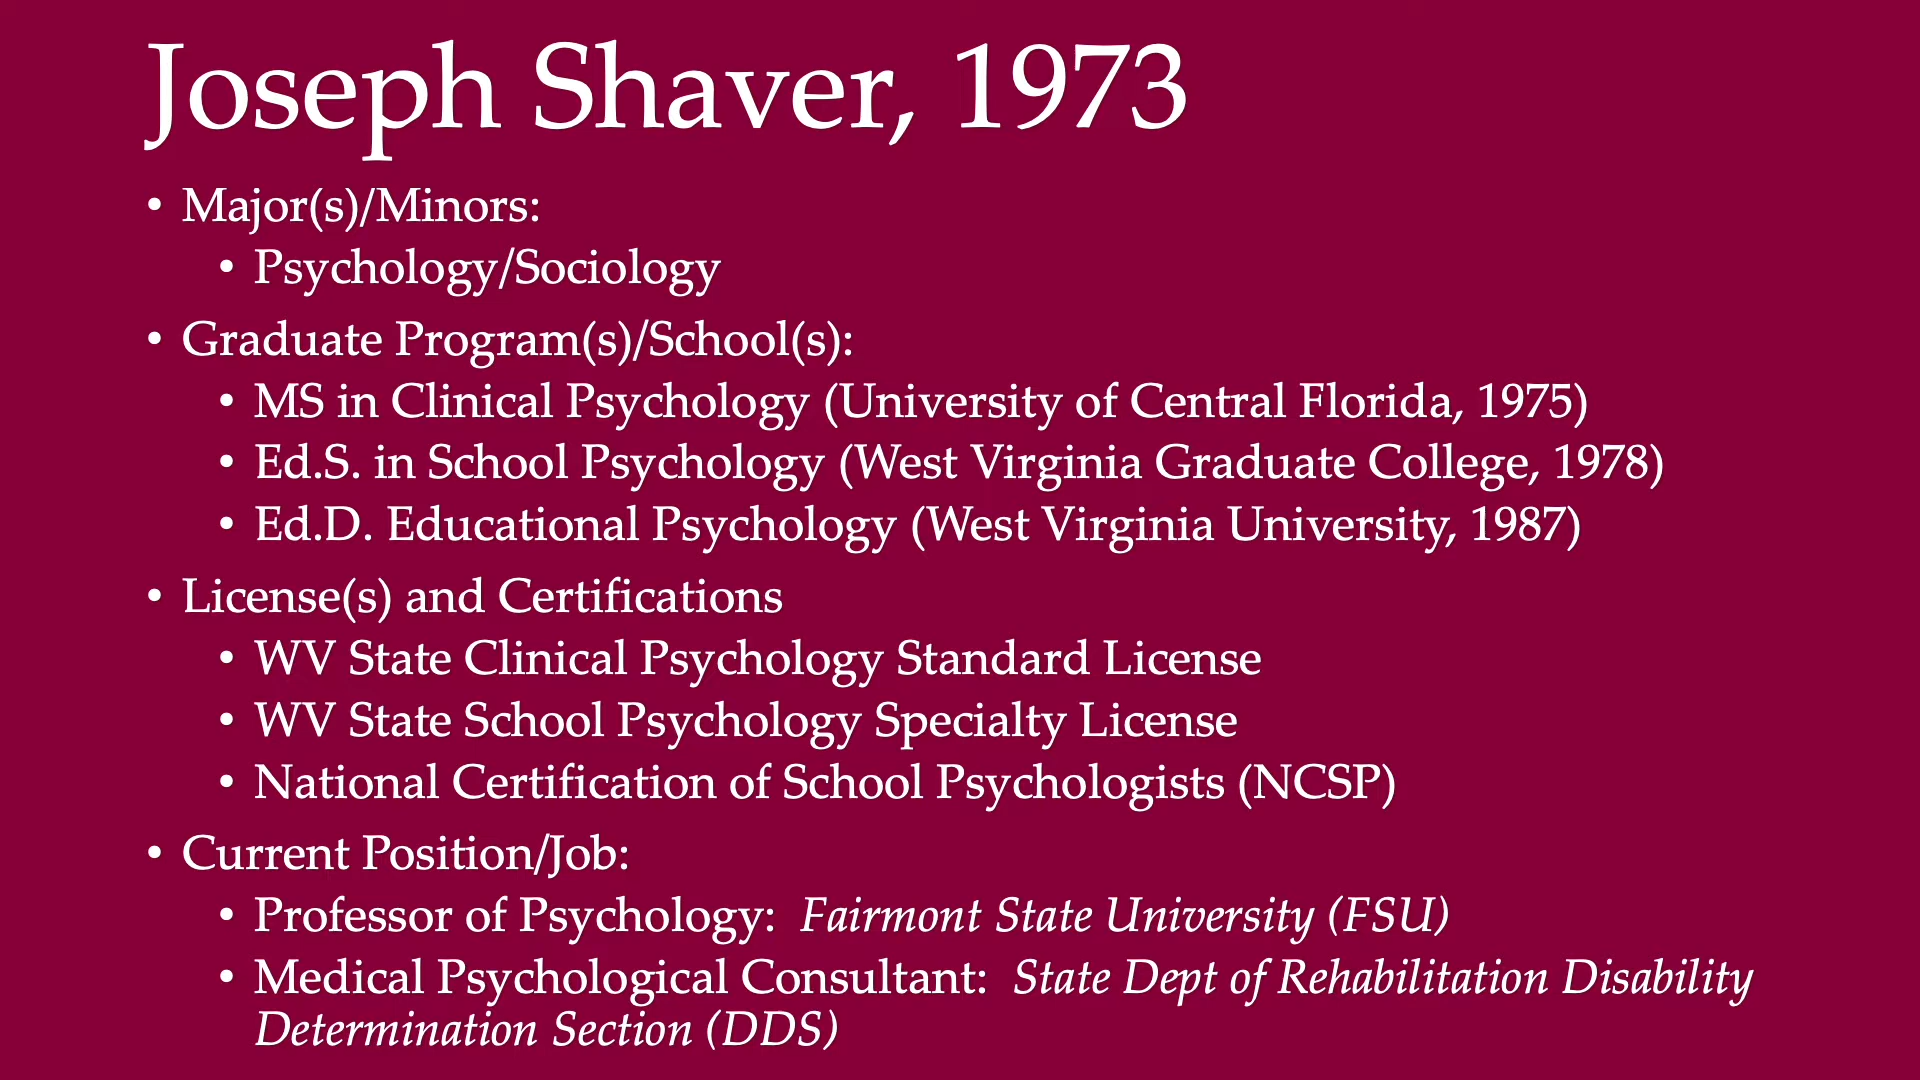 Joseph Shaver, 1973
• Major(s)/Minors:
• Psychology/Sociology
• Graduate Program(s)/School(s):
• MS in Clinical Psychology (University of Central Florida, 1975)
• Ed.S. in School Psychology (West Virginia Graduate College, 1978)
• Ed.D. Educational Psychology (West Virginia University, 1987)
• License(s) and Certifications
• WV State Clinical Psychology Standard License
• WV State School Psychology Specialty License
• National Certification of School Psychologists (NCSP)
• Current Position/Job:
• Professor of Psychology: Fairmont State University (FSU)
• Medical Psychological Consultant: State Dept of Rehabilitation Disability
Determination Section (DDS)